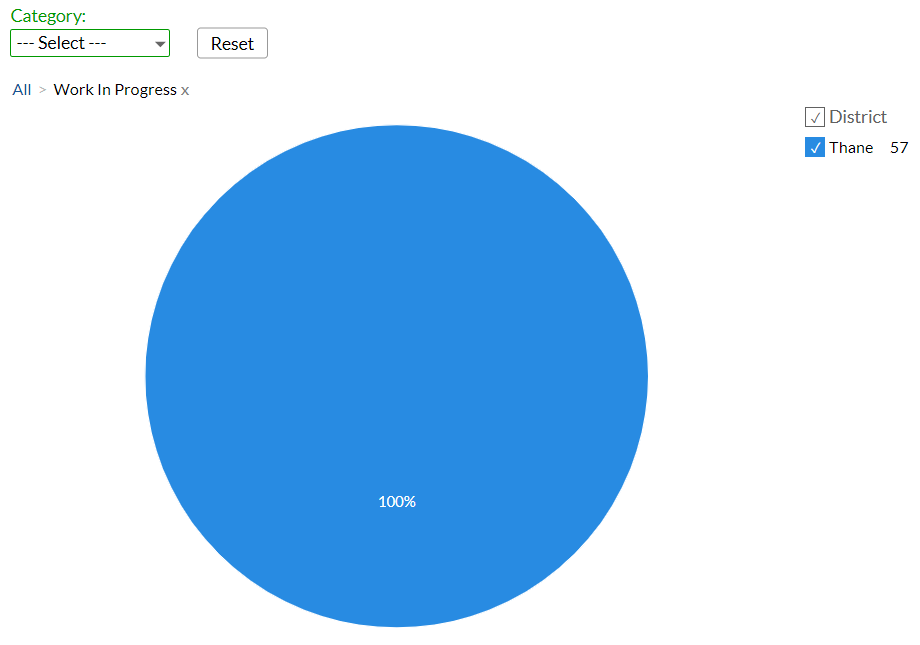 Category:
--- Select ---
Reset
All > Work In Progress x
District
Thane 57
100%